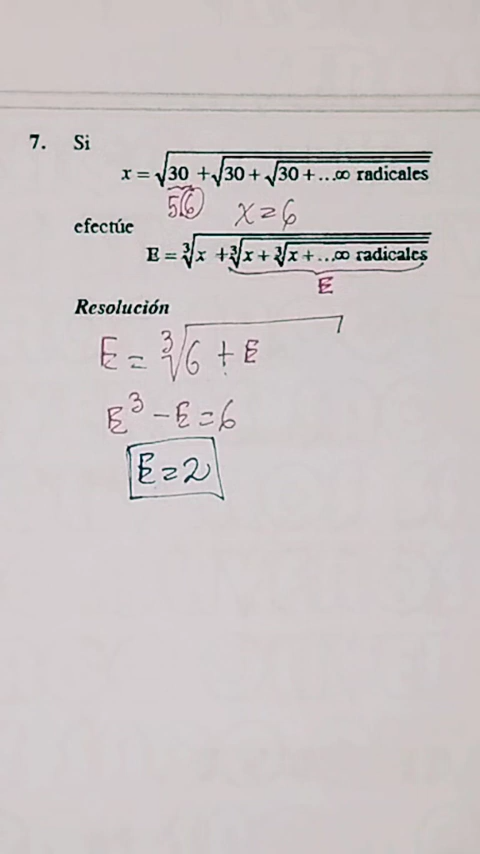 7. Si
x = √30 + √30 + √30 + ...∞ radicales
5(6) x = 6
efectúe
E = ∛x + ∛x + ∛x + ...∞ radicales
E
Resolución
E = ∛6 + E
E³ - E = 6
E = 2